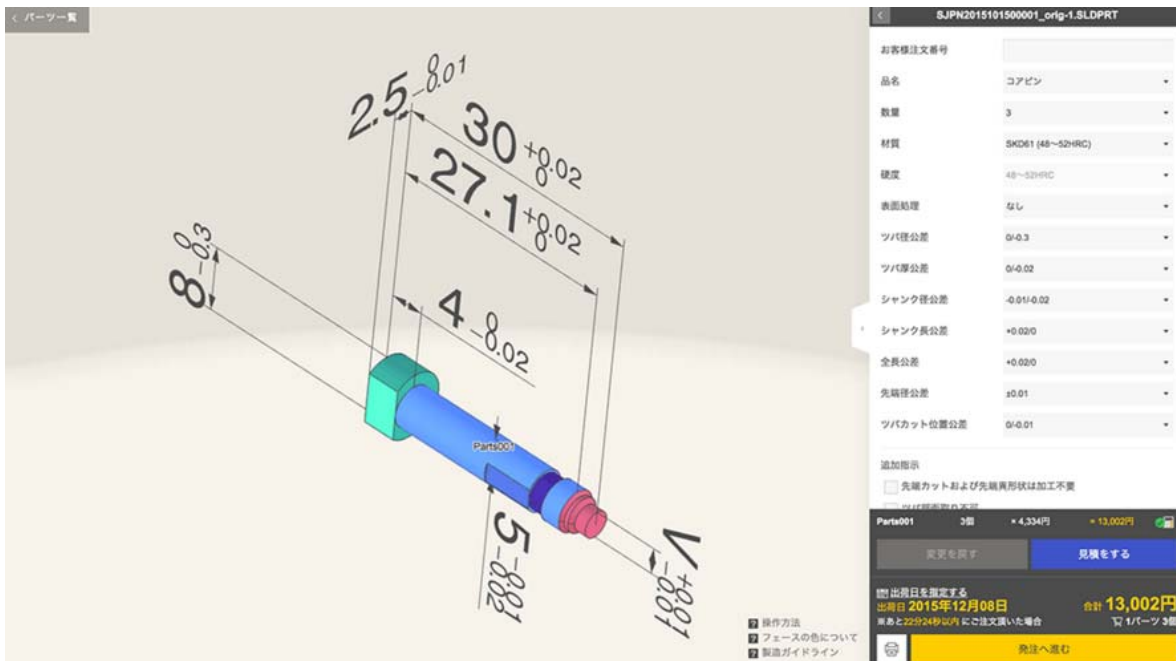 < パーツ一覧
2.5 0 -0.01
30 +0.02 0
27.1 +0.02 0
8 0 -0.3
4 0 -0.02
Parts001
5 -0.01 -0.02
V +0.01 -0.01
? 操作方法
? フェースの色について
? 製造ガイドライン
< SJPN2015101500001_orig-1.SLDPRT
お客様注文番号
品名 コアピン
数量 3
材質 SKD61 (48〜52HRC)
硬度 48〜52HRC
表面処理 なし
ツバ径公差 0/-0.3
ツバ厚公差 0/-0.02
シャンク径公差 -0.01/-0.02
シャンク長公差 +0.02/0
全長公差 +0.02/0
先端径公差 ±0.01
ツバカット位置公差 0/-0.01
追加指示
先端カットおよび先端異形状は加工不要
Parts001 3個 × 4,334円 = 13,002円
変更を戻す 見積をする
出荷日を指定する
出荷日 2015年12月08日 合計 13,002円
※あと22分24秒以内 にご注文頂いた場合 1パーツ 3個
発注へ進む